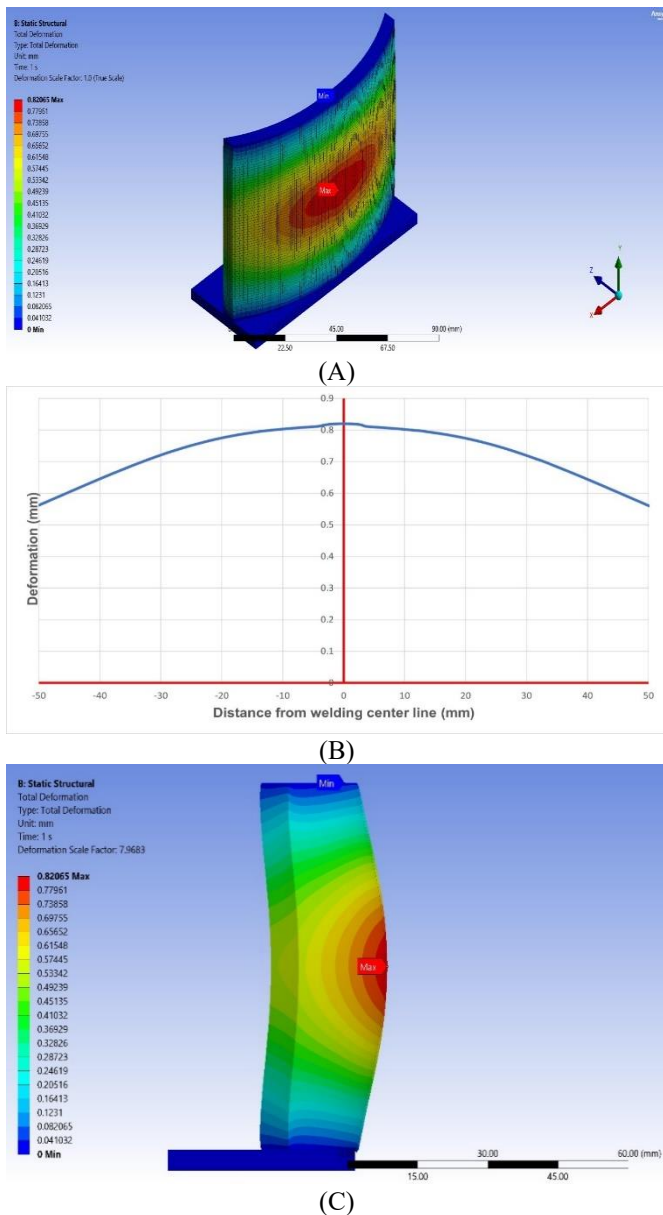 B: Static Structural
Total Deformation
Type: Total Deformation
Unit: mm
Time: 1 s
Deformation Scale Factor: 1.0 (True Scale)
0.82065 Max
0.77961
0.73858
0.69755
0.65652
0.61548
0.57445
0.53342
0.49239
0.45135
0.41032
0.36929
0.32826
0.28723
0.24619
0.20516
0.16413
0.1231
0.082065
0.041032
0 Min
Min
Max
Y
Z
X
45.00
90.00 (mm)
22.50
67.50
(A)
Deformation (mm)
0.9
0.8
0.7
0.6
0.5
0.4
0.3
0.2
0.1
0
-50 -40 -30 -20 -10 0 10 20 30 40 50
Distance from welding center line (mm)
(B)
B: Static Structural
Total Deformation
Type: Total Deformation
Unit: mm
Time: 1 s
Deformation Scale Factor: 7.9683
0.82065 Max
0.77961
0.73858
0.69755
0.65652
0.61548
0.57445
0.53342
0.49239
0.45135
0.41032
0.36929
0.32826
0.28723
0.24619
0.20516
0.16413
0.1231
0.082065
0.041032
0 Min
Min
Max
30.00
60.00 (mm)
15.00
45.00
(C)